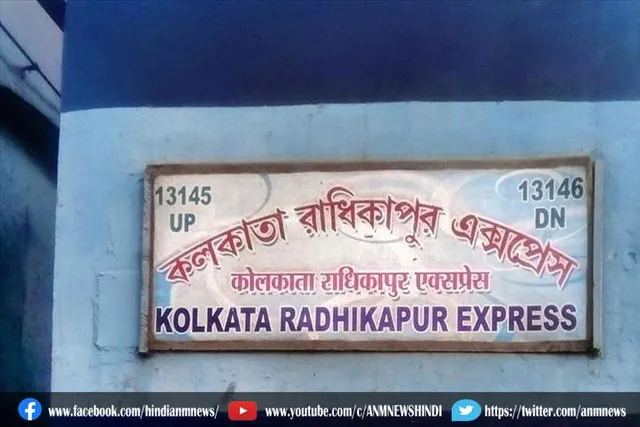 13145
UP
13146
DN
কলকাতা রাধিকাপুর এক্সপ্রেস
कोलकाता राधिकापुर एक्सप्रेस
KOLKATA RADHIKAPUR EXPRESS
www.facebook.com/hindianmnews/ www.youtube.com/c/ANMNEWSHINDI https://twitter.com/anmnews